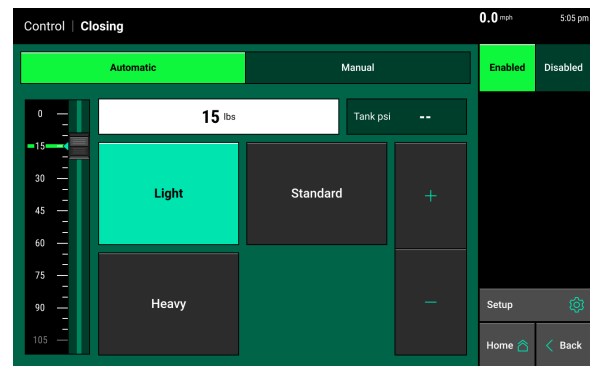 Control | Closing
0.0 mph
5:05 pm
Automatic
Manual
Enabled
Disabled
15 lbs
Tank psi --
0
15
30
45
60
75
90
105
Light
Standard
+
Heavy
−
Setup
Home
< Back